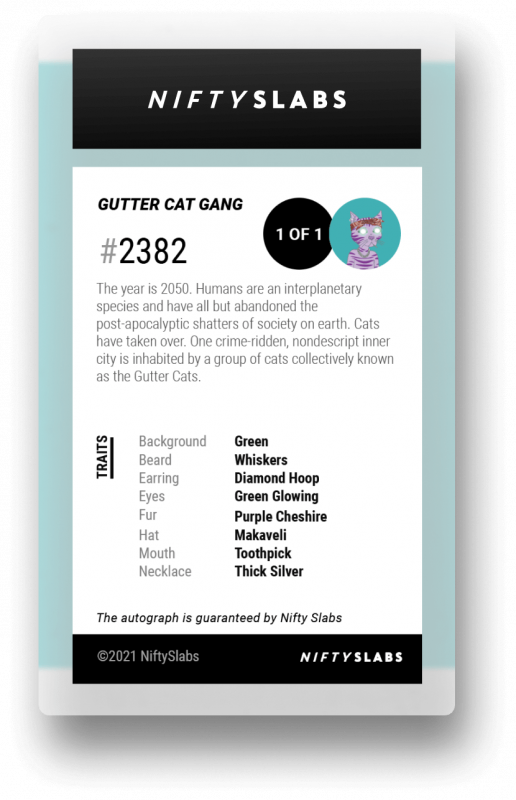 NIFTYSLABS
GUTTER CAT GANG
1 OF 1
#2382
The year is 2050. Humans are an interplanetary
species and have all but abandoned the
post-apocalyptic shatters of society on earth. Cats
have taken over. One crime-ridden, nondescript inner
city is inhabited by a group of cats collectively known
as the Gutter Cats.
TRAITS
Background Green
Beard Whiskers
Earring Diamond Hoop
Eyes Green Glowing
Fur Purple Cheshire
Hat Makaveli
Mouth Toothpick
Necklace Thick Silver
The autograph is guaranteed by Nifty Slabs
©2021 NiftySlabs NIFTYSLABS